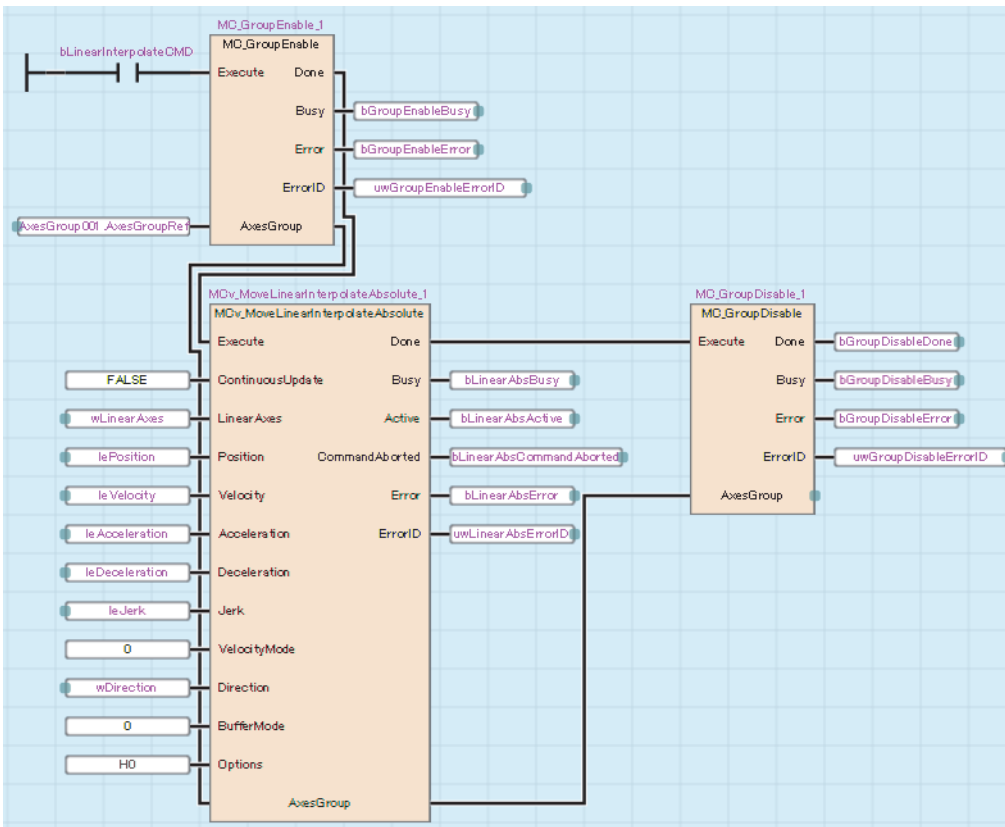 MC_GroupEnable_1
bLinearInterpolateCMD
MC_GroupEnable
Execute Done
Busy bGroupEnableBusy
Error bGroupEnableError
ErrorID uwGroupEnableErrorID
AxesGroup001.AxesGroupRef AxesGroup
MCv_MoveLinearInterpolateAbsolute_1 MC_GroupDisable_1
MCv_MoveLinearInterpolateAbsolute MC_GroupDisable
Execute Done Execute Done bGroupDisableDone
FALSE ContinuousUpdate Busy bLinearAbsBusy Busy bGroupDisableBusy
wLinearAxes LinearAxes Active bLinearAbsActive Error bGroupDisableError
lePosition Position CommandAborted bLinearAbsCommandAborted ErrorID uwGroupDisableErrorID
leVelocity Velocity Error bLinearAbsError AxesGroup
leAcceleration Acceleration ErrorID uwLinearAbsErrorID
leDeceleration Deceleration
leJerk Jerk
0 VelocityMode
wDirection Direction
0 BufferMode
H0 Options
AxesGroup